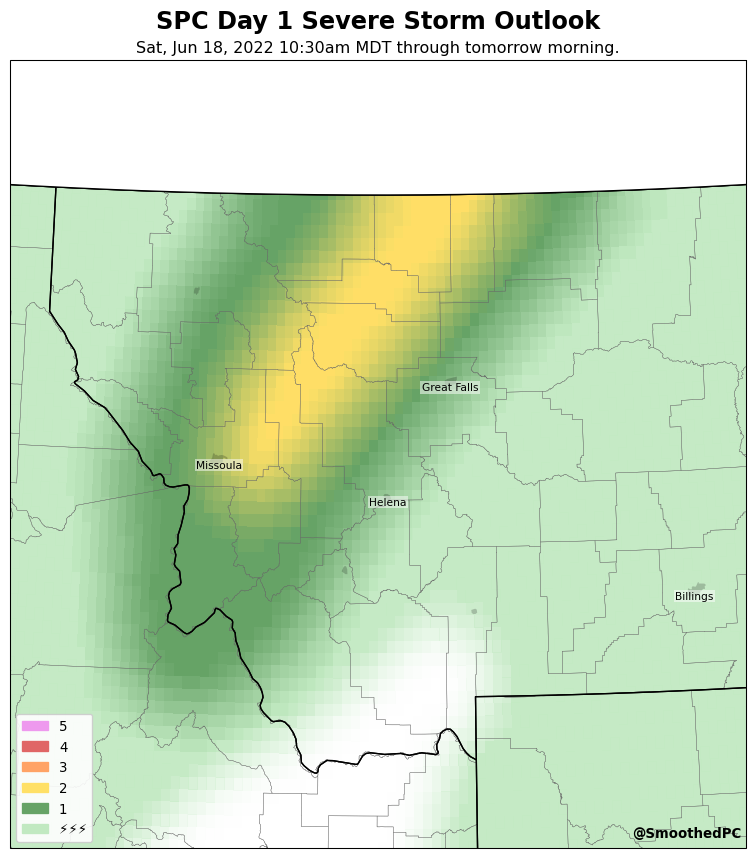 SPC Day 1 Severe Storm Outlook
Sat, Jun 18, 2022 10:30am MDT through tomorrow morning.
Great Falls
Missoula
Helena
Billings
5
4
3
2
1
⚡⚡⚡
@SmoothedPC